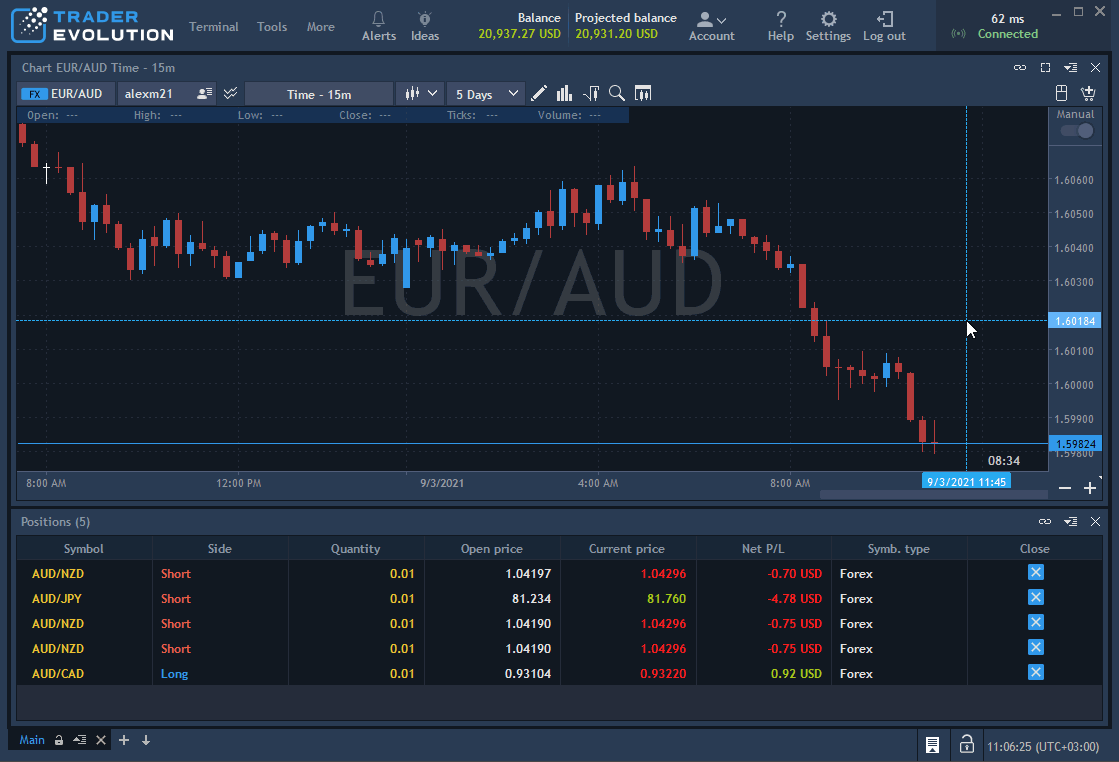 TRADER
EVOLUTION
Terminal Tools More
Alerts Ideas
Balance
20,937.27 USD
Projected balance
20,931.20 USD
Account Help Settings Log out
62 ms
Connected
Chart EUR/AUD Time - 15m
FX EUR/AUD alexm21 Time - 15m 5 Days
Open: --- High: --- Low: --- Close: --- Ticks: --- Volume: ---
Manual
EUR/AUD
1.60600
1.60500
1.60400
1.60300
1.60184
1.60100
1.60000
1.59900
1.59824
1.59800
08:34
8:00 AM 12:00 PM 9/3/2021 4:00 AM 8:00 AM 9/3/2021 11:45
Positions (5)
Symbol Side Quantity Open price Current price Net P/L Symb. type Close
AUD/NZD Short 0.01 1.04197 1.04296 -0.70 USD Forex
AUD/JPY Short 0.01 81.234 81.760 -4.78 USD Forex
AUD/NZD Short 0.01 1.04190 1.04296 -0.75 USD Forex
AUD/NZD Short 0.01 1.04190 1.04296 -0.75 USD Forex
AUD/CAD Long 0.01 0.93104 0.93220 0.92 USD Forex
Main
11:06:25 (UTC+03:00)